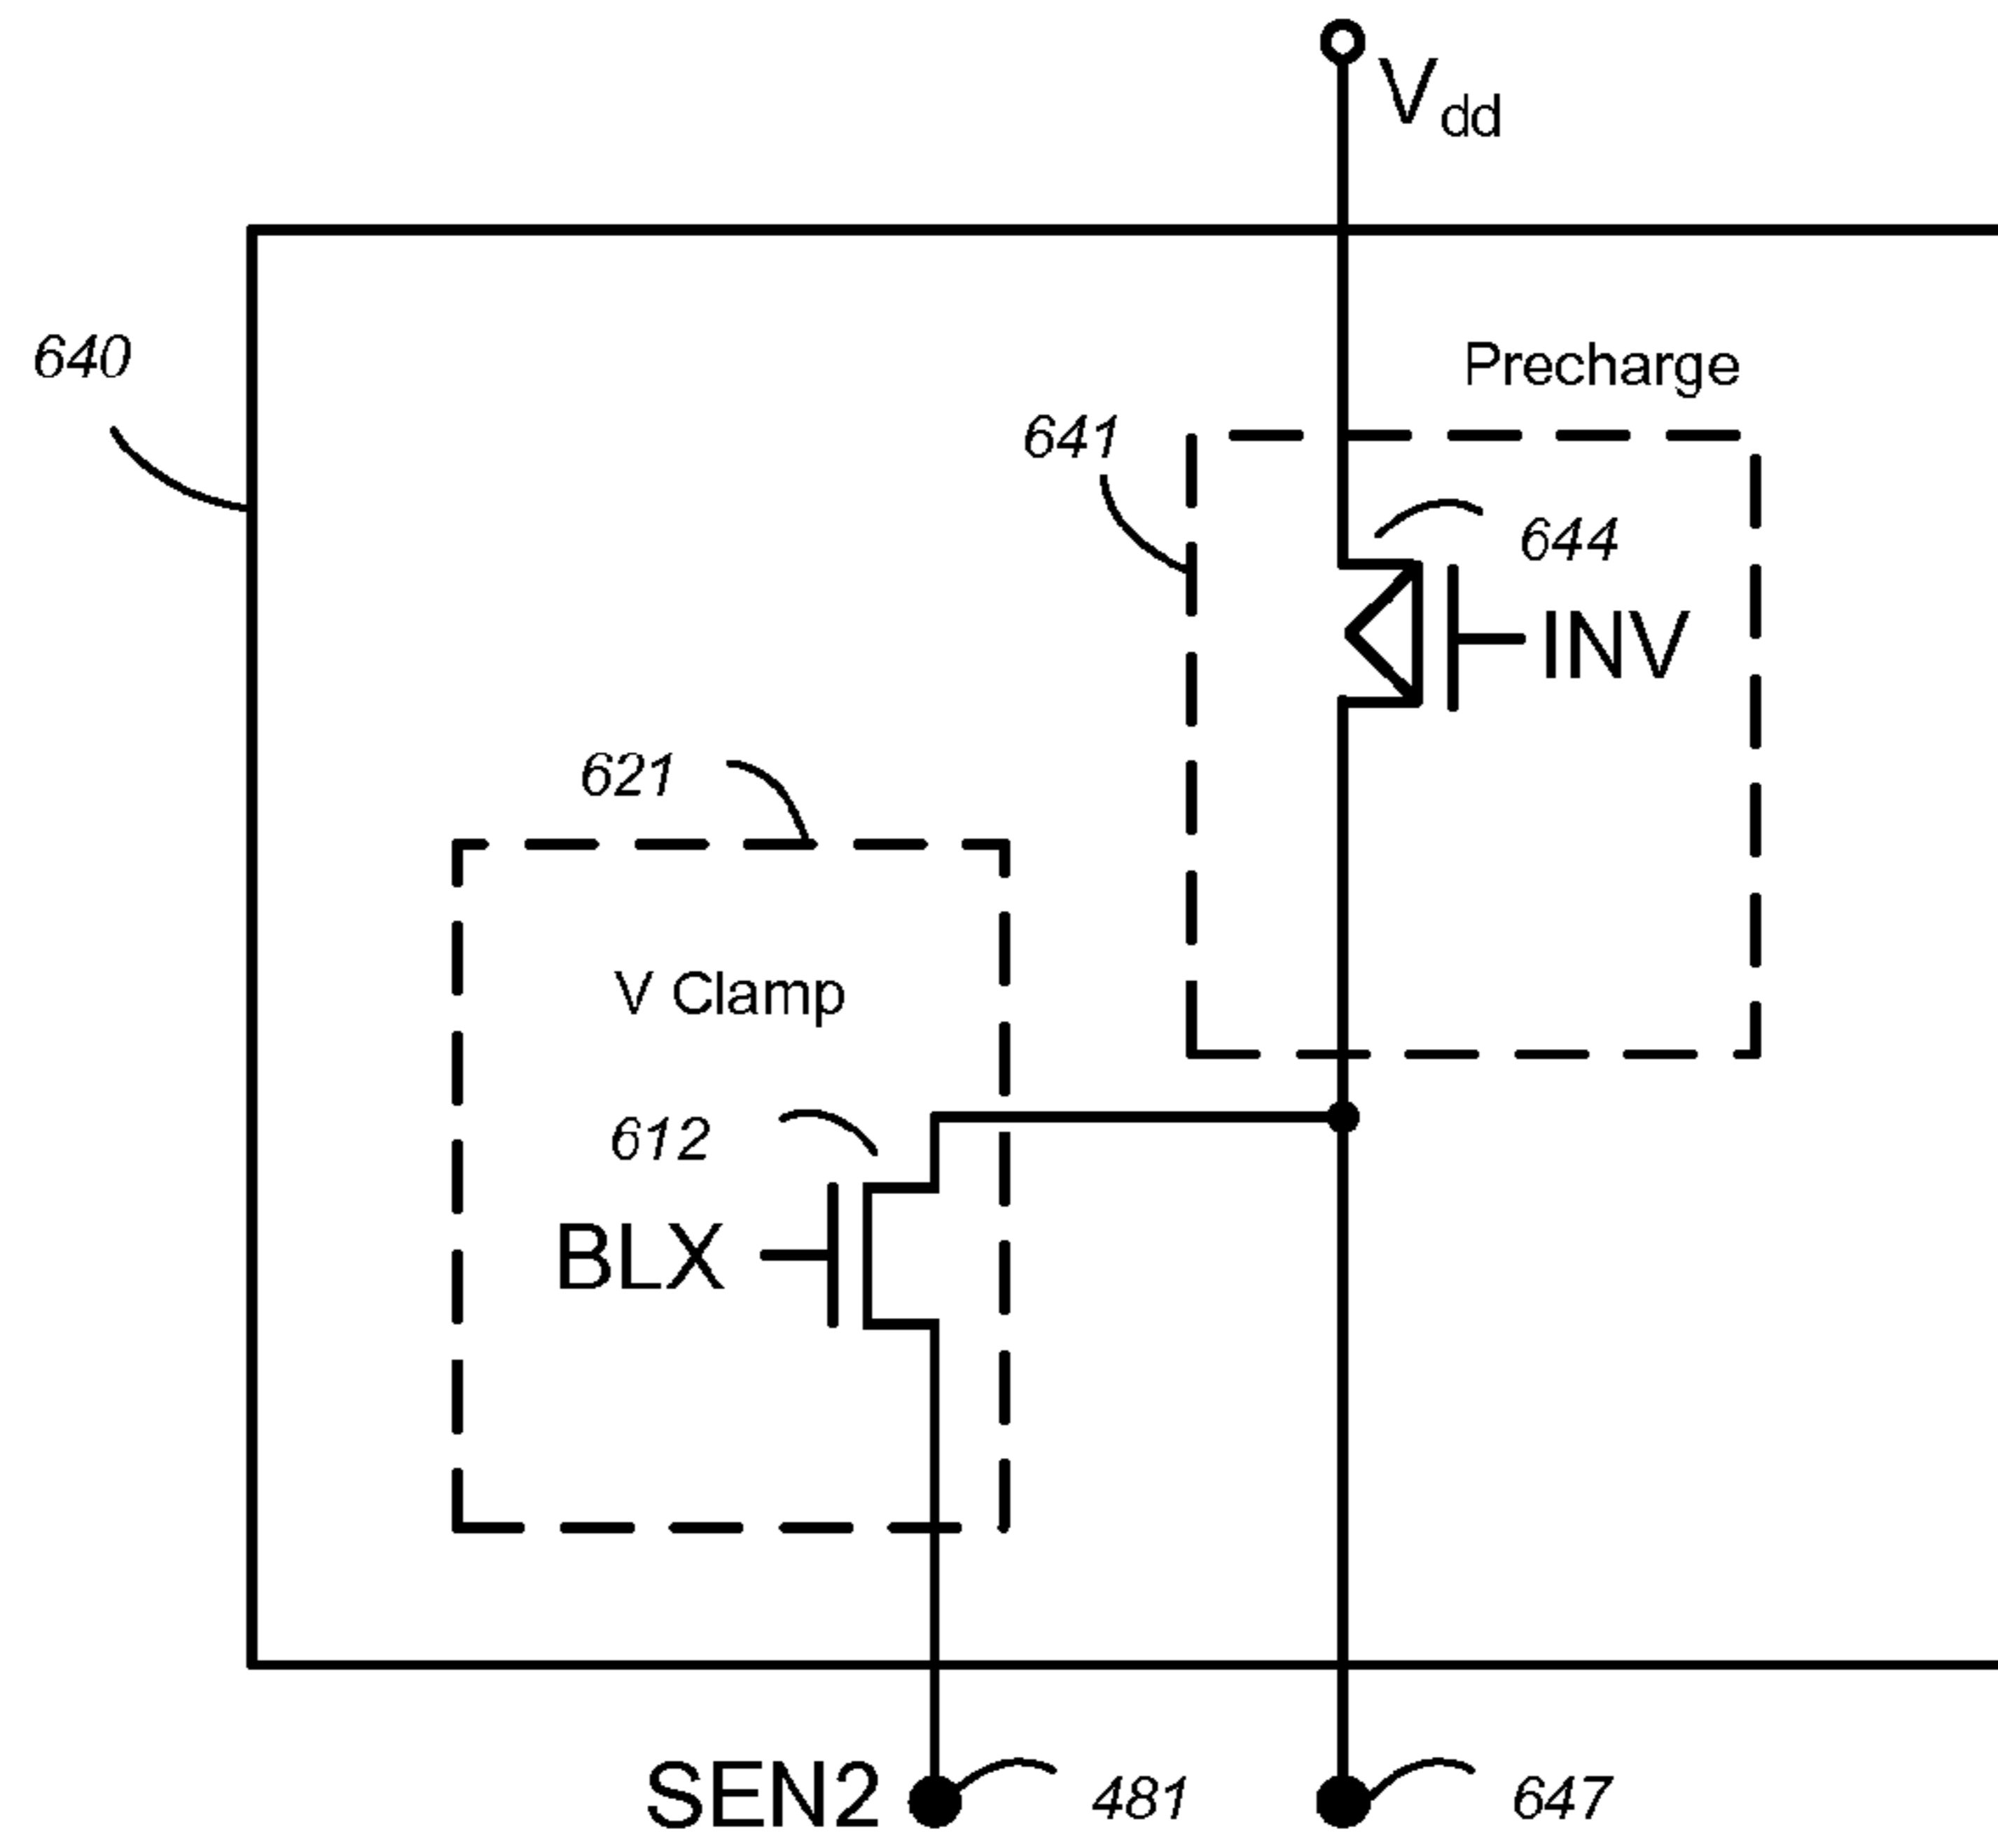 Vdd
640
Precharge
641
644
INV
621
V Clamp
612
BLX
SEN2
481
647